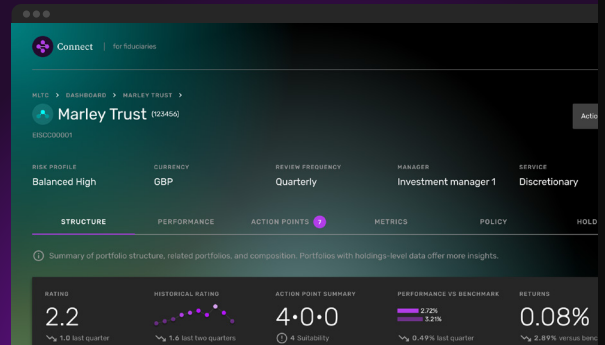 Connect | for fiduciaries
MLTC > DASHBOARD > MARLEY TRUST >
Marley Trust (123456)
Actio
EISCC00001
RISK PROFILE CURRENCY REVIEW FREQUENCY MANAGER SERVICE
Balanced High GBP Quarterly Investment manager 1 Discretionary
STRUCTURE PERFORMANCE ACTION POINTS 7 METRICS POLICY HOLD
Summary of portfolio structure, related portfolios, and composition. Portfolios with holdings-level data offer more insights.
RATING HISTORICAL RATING ACTION POINT SUMMARY PERFORMANCE VS BENCHMARK RETURNS
2.2 4•0•0 2.72% 0.08%
3.21%
1.0 last quarter 1.6 last two quarters 4 Suitability 0.49% last quarter 2.89% versus benc